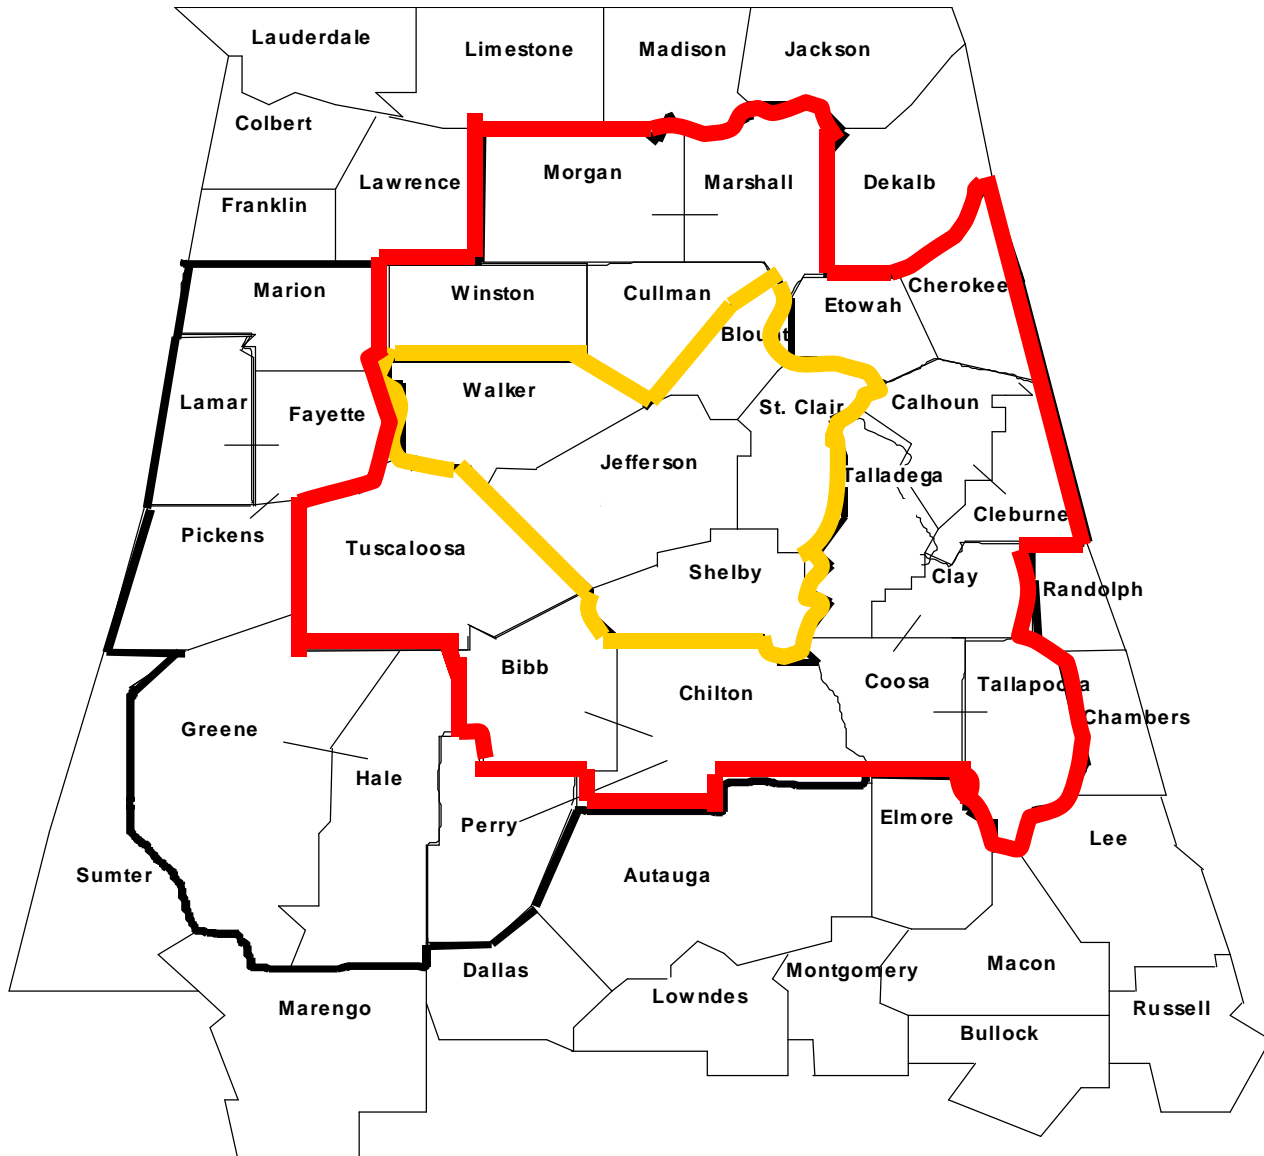 Lauderdale
Limestone
Madison
Jackson
Colbert
Lawrence
Morgan
Marshall
Dekalb
Franklin
Marion
Winston
Cullman
Etowah
Cherokee
Blount
Walker
Lamar
Fayette
St. Clair
Calhoun
Jefferson
Talladega
Cleburne
Pickens
Tuscaloosa
Shelby
Clay
Randolph
Bibb
Chilton
Coosa
Tallapoosa
Chambers
Greene
Hale
Perry
Elmore
Lee
Sumter
Autauga
Dallas
Montgomery
Macon
Marengo
Lowndes
Russell
Bullock